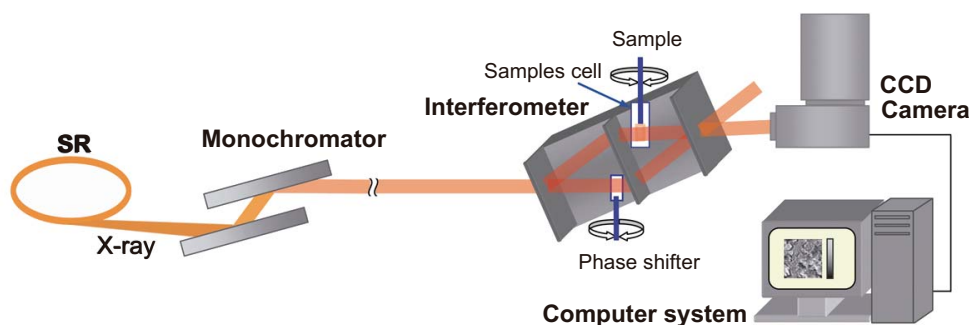 Sample
Samples cell
Interferometer
CCD
Camera
Monochromator
SR
X-ray
Phase shifter
Computer system